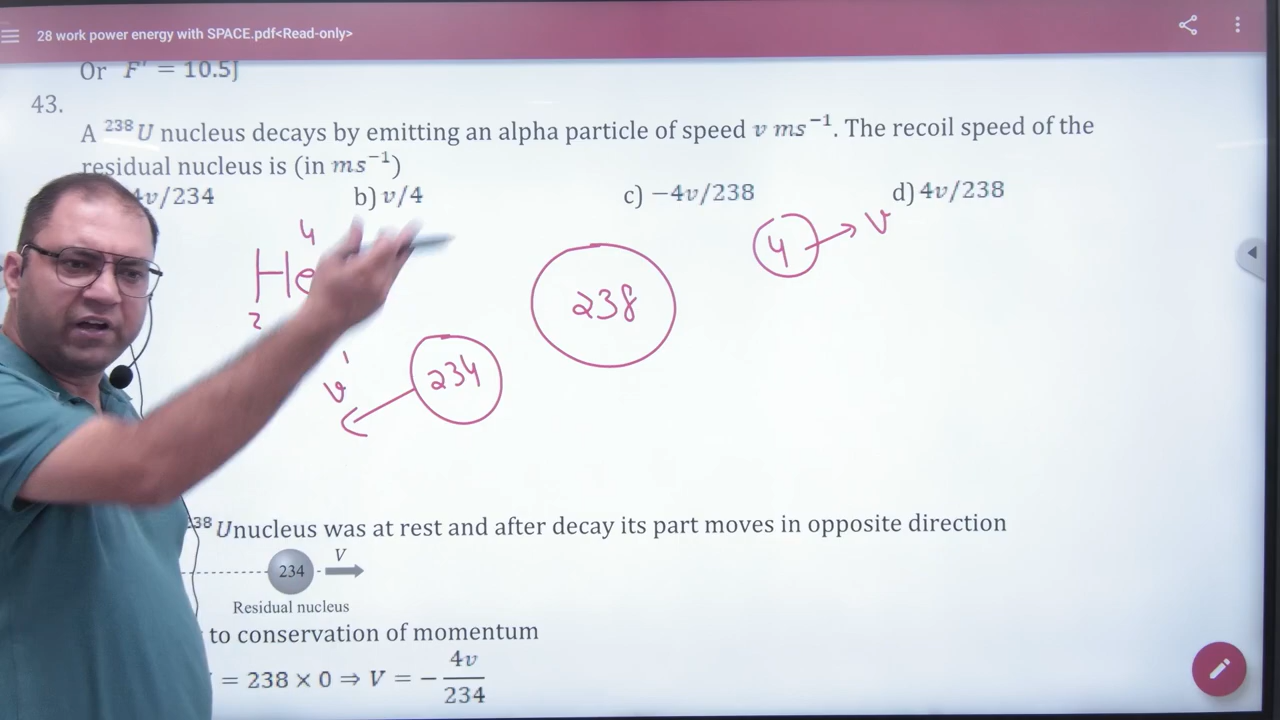 28 work power energy with SPACE.pdf<Read-only>
Or F' = 10.5J
43.
A ²³⁸U nucleus decays by emitting an alpha particle of speed v ms⁻¹. The recoil speed of the
residual nucleus is (in ms⁻¹)
4v/234 b) v/4 c) −4v/238 d) 4v/238
4
He
2
238
4 v
v'
234
238 Unucleus was at rest and after decay its part moves in opposite direction
234 V
Residual nucleus
to conservation of momentum
= 238 × 0 ⇒ V = − 4v/234